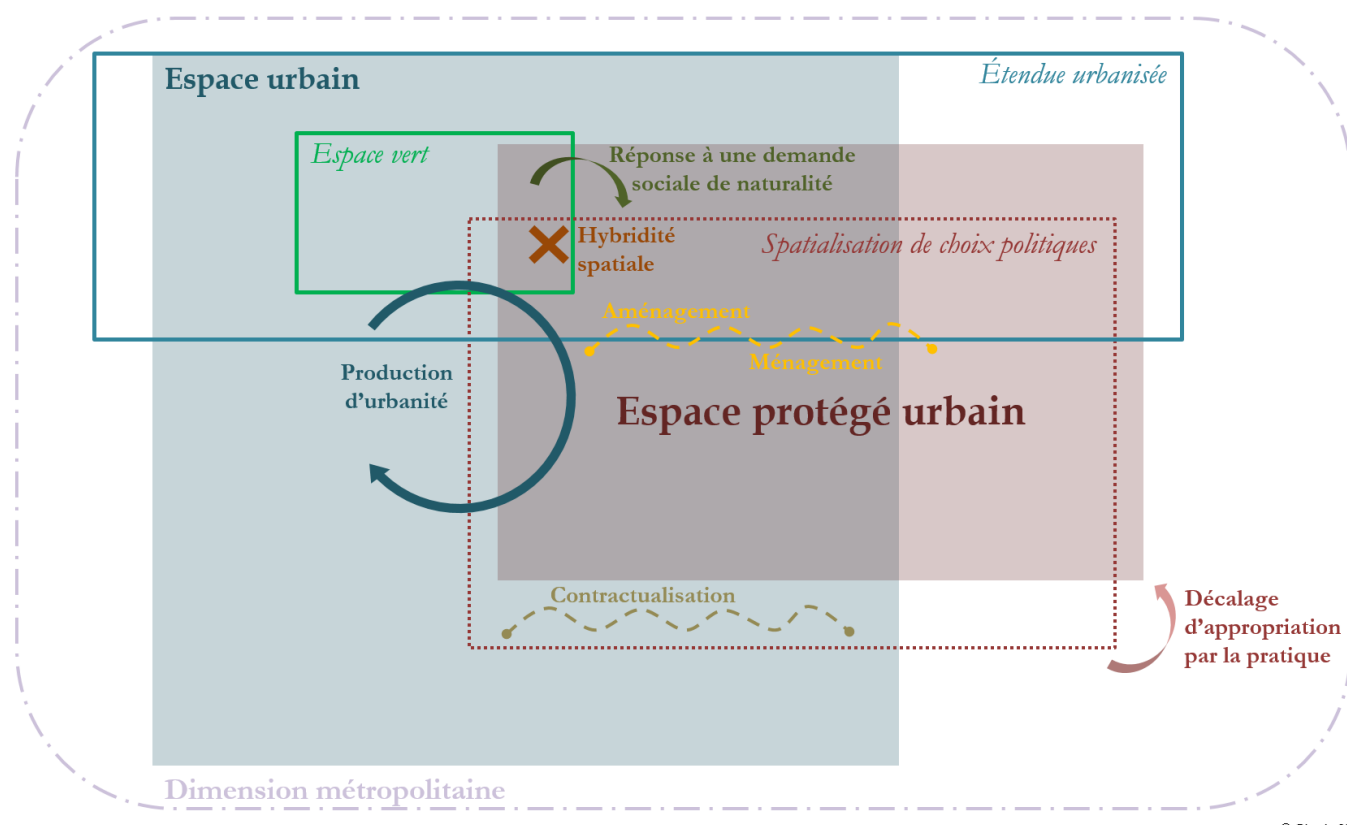 Espace urbain
Étendue urbanisée
Espace vert
Réponse à une demande
sociale de naturalité
Hybridité
spatiale
Spatialisation de choix politiques
Aménagement
Ménagement
Production
d'urbanité
Espace protégé urbain
Contractualisation
Décalage
d'appropriation
par la pratique
Dimension métropolitaine